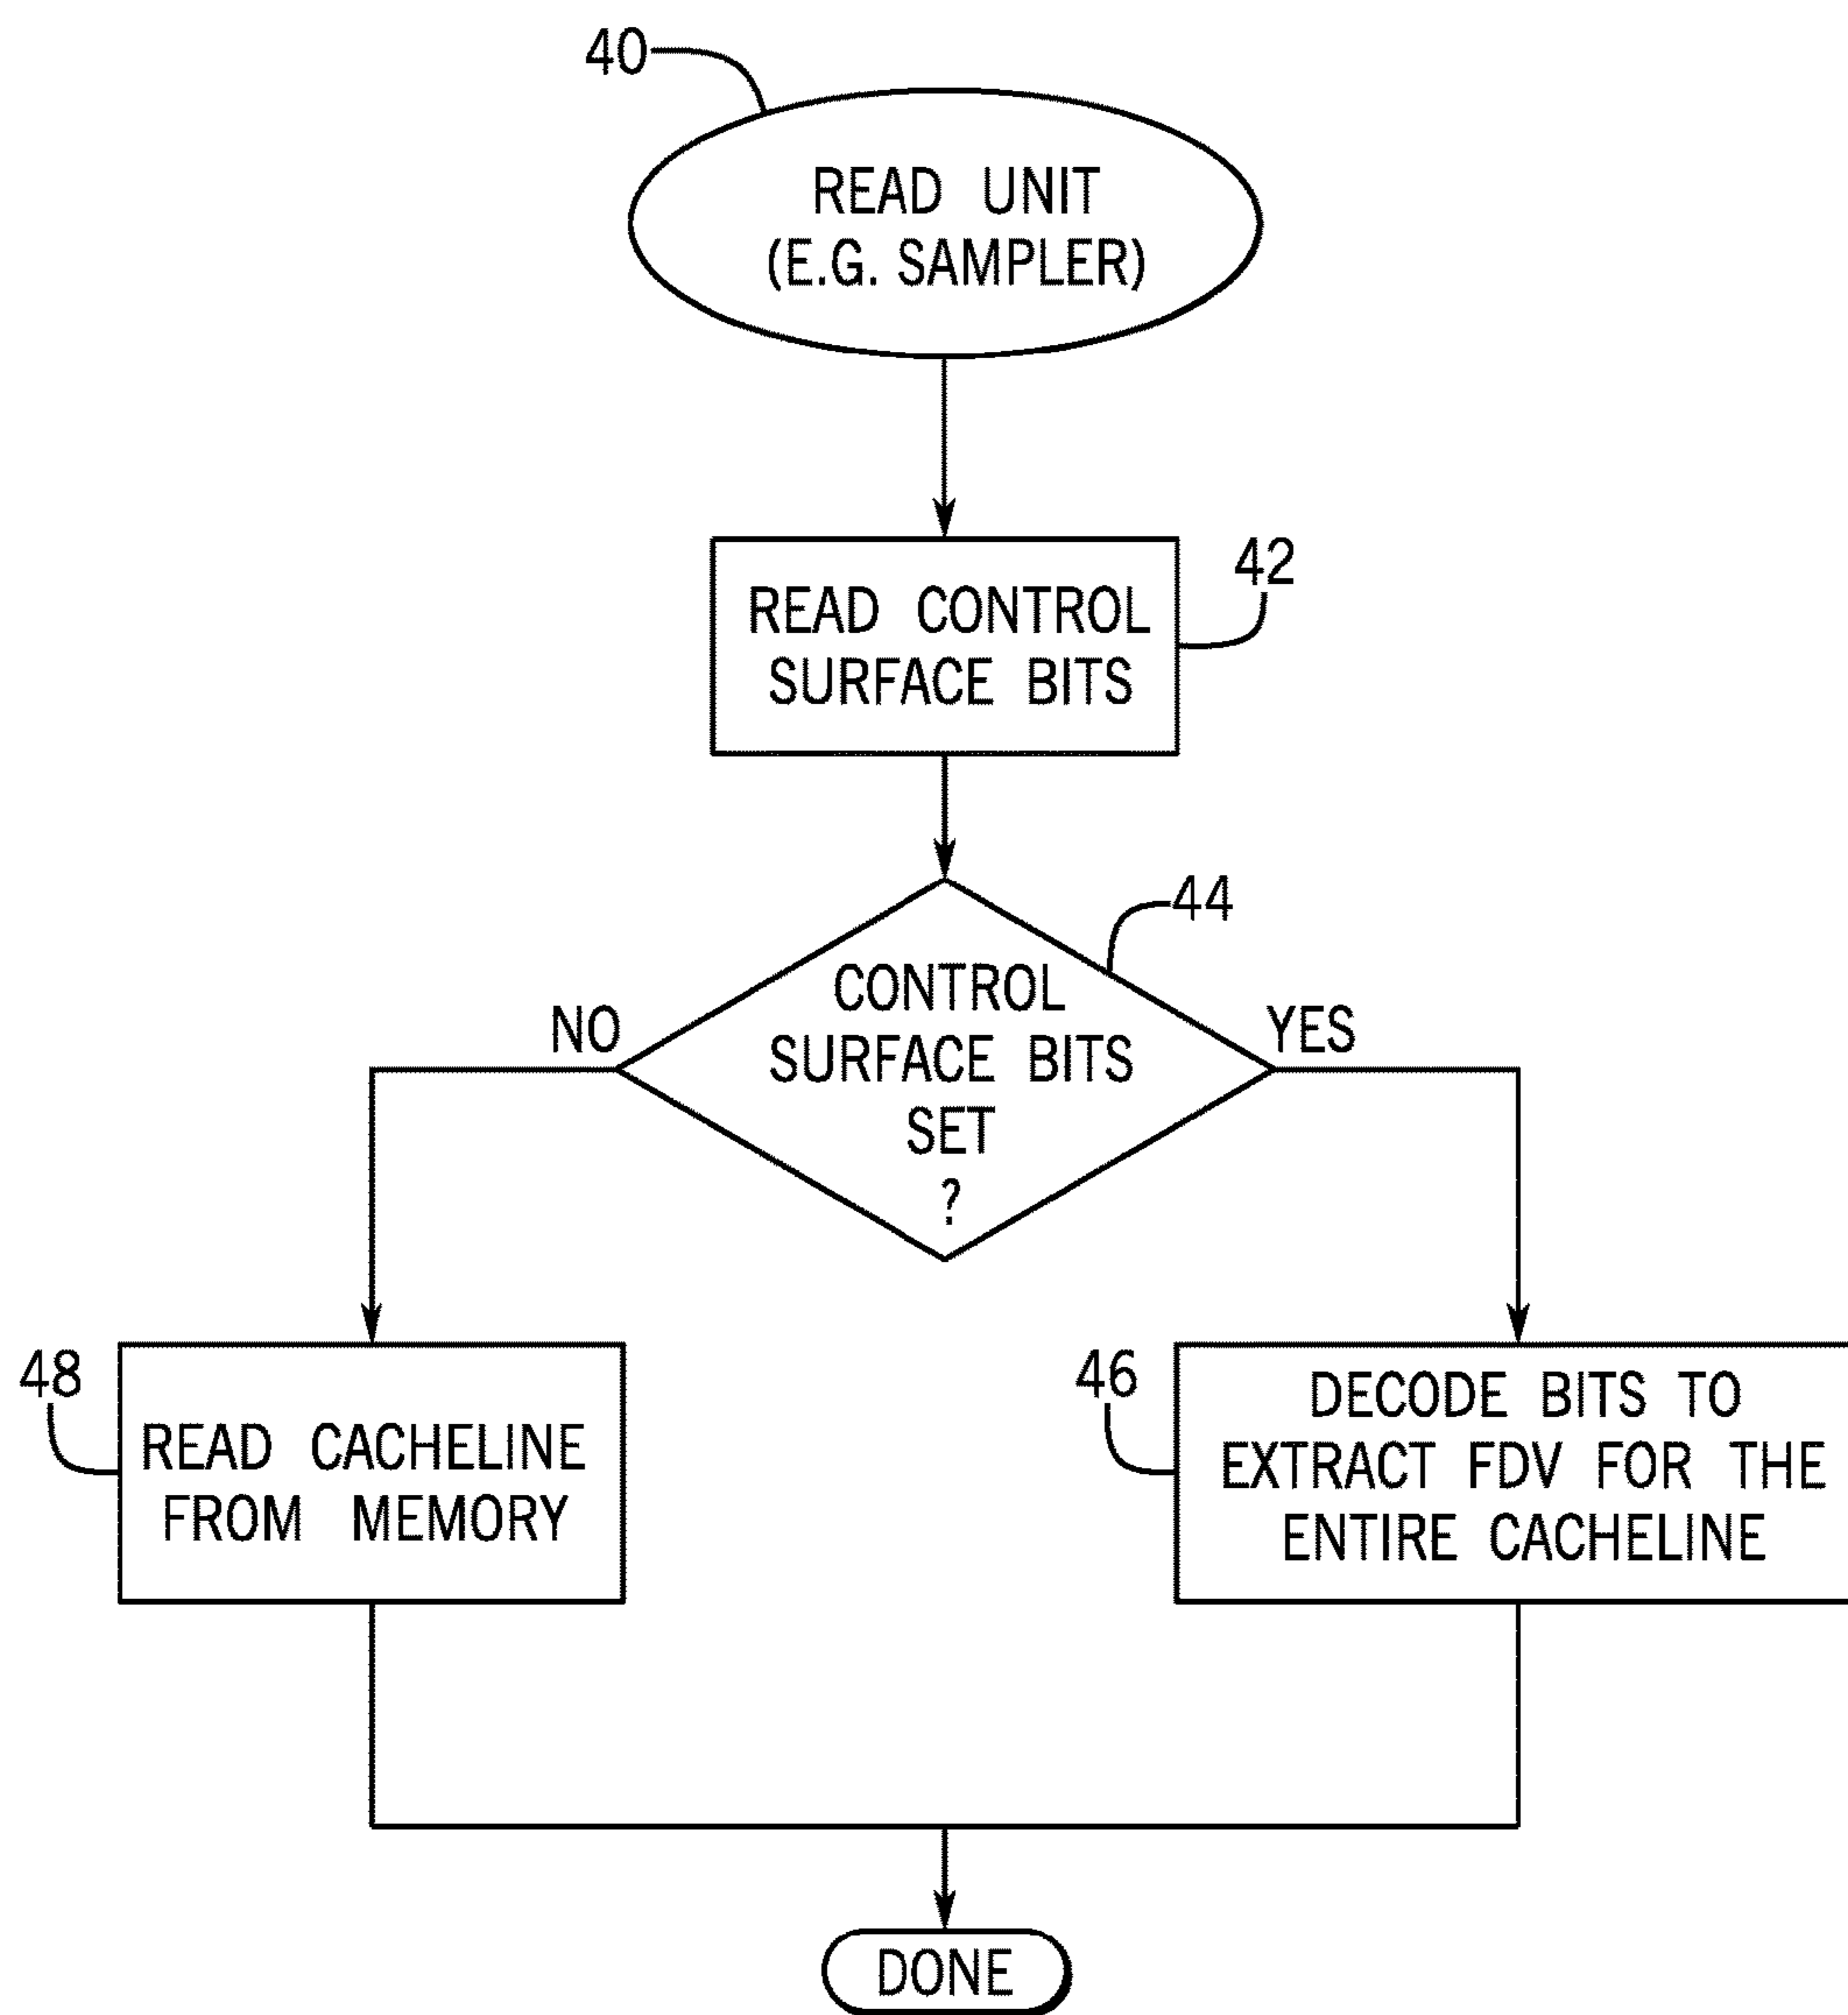 40
READ UNIT
(E.G. SAMPLER)
READ CONTROL
SURFACE BITS
42
44
CONTROL
SURFACE BITS
SET
?
NO
YES
48
READ CACHELINE
FROM MEMORY
46
DECODE BITS TO
EXTRACT FDV FOR THE
ENTIRE CACHELINE
DONE